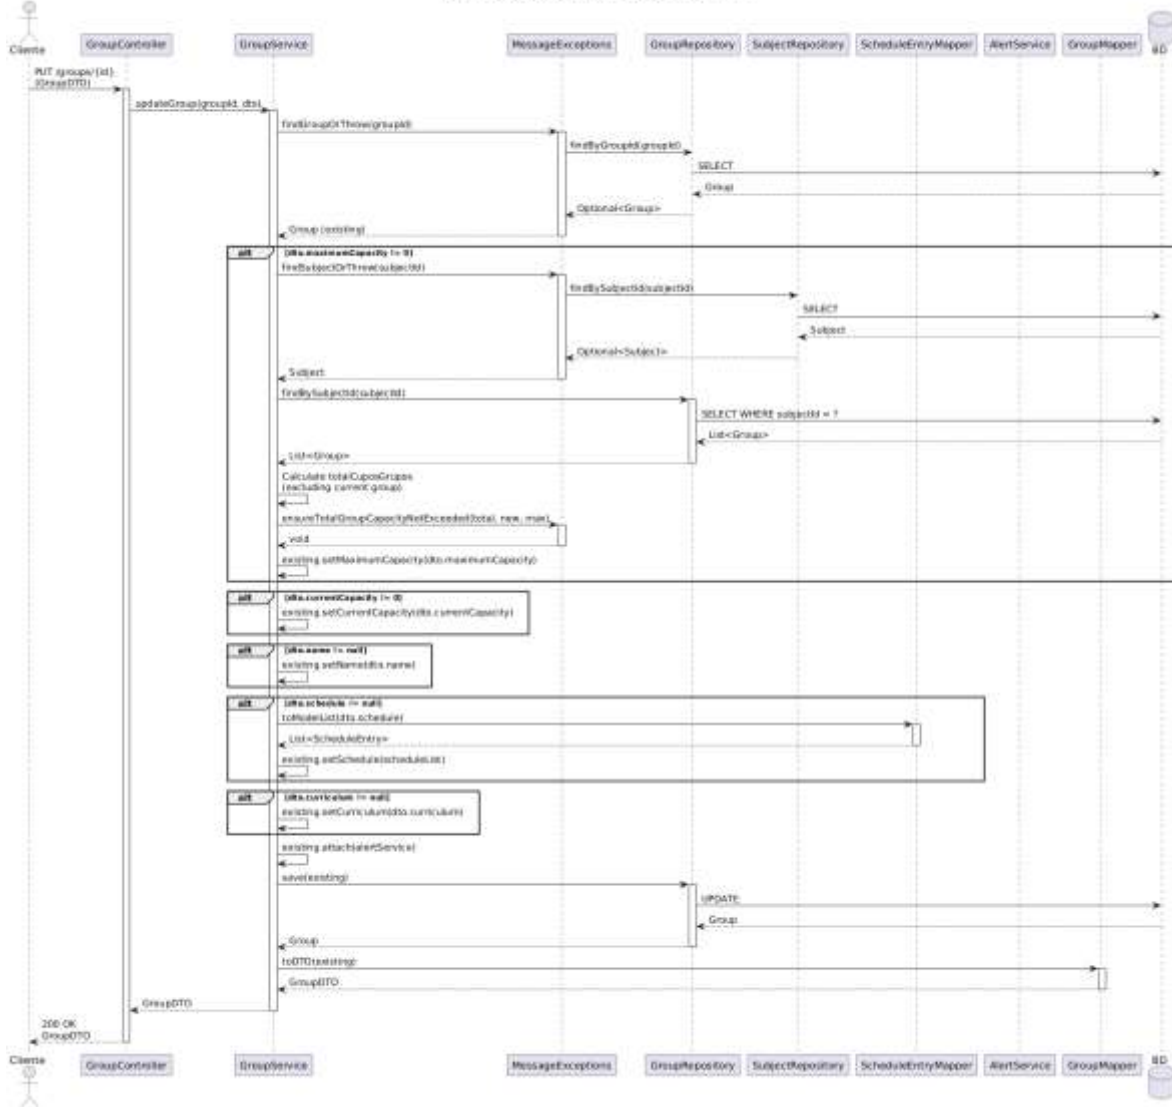 Cliente
GroupController
GroupService
MessageExceptions
GroupRepository
SubjectRepository
ScheduleEntryMapper
AlertService
GroupMapper
BD
PUT /groups/{id}
(GroupDTO)
updateGroup(groupId, dto)
findGroupOrThrow(groupId)
findByGroupId(groupId)
SELECT
Group
Optional<Group>
Group (existing)
alt [dto.maximumCapacity != 0]
findSubjectOrThrow(subjectId)
findBySubjectId(subjectId)
SELECT
Subject
Optional<Subject>
Subject
findBySubjectId(subjectId)
SELECT WHERE subjectId = ?
List<Group>
List<Group>
Calculate totalCuposGrupos
(excluding current group)
ensureTotalGroupCapacityNotExceeded(total, new, max)
void
existing.setMaximumCapacity(dto.maximumCapacity)
alt [dto.currentCapacity != 0]
existing.setCurrentCapacity(dto.currentCapacity)
alt [dto.name != null]
existing.setName(dto.name)
alt [dto.schedule != null]
toModelList(dto.schedule)
List<ScheduleEntry>
existing.setSchedule(scheduleList)
alt [dto.curriculum != null]
existing.setCurriculum(dto.curriculum)
existing.attach(alertService)
save(existing)
UPDATE
Group
Group
toDTO(existing)
GroupDTO
GroupDTO
200 OK
GroupDTO
Cliente
GroupController
GroupService
MessageExceptions
GroupRepository
SubjectRepository
ScheduleEntryMapper
AlertService
GroupMapper
BD